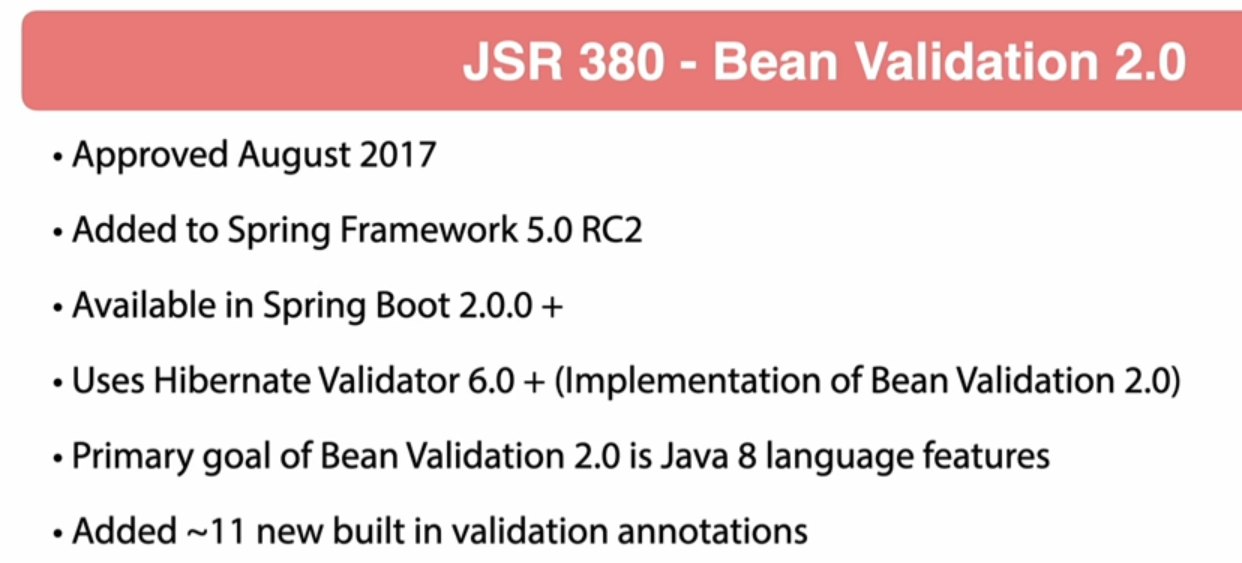 JSR 380 - Bean Validation 2.0
• Approved August 2017
• Added to Spring Framework 5.0 RC2
• Available in Spring Boot 2.0.0 +
• Uses Hibernate Validator 6.0 + (Implementation of Bean Validation 2.0)
• Primary goal of Bean Validation 2.0 is Java 8 language features
• Added ~11 new built in validation annotations